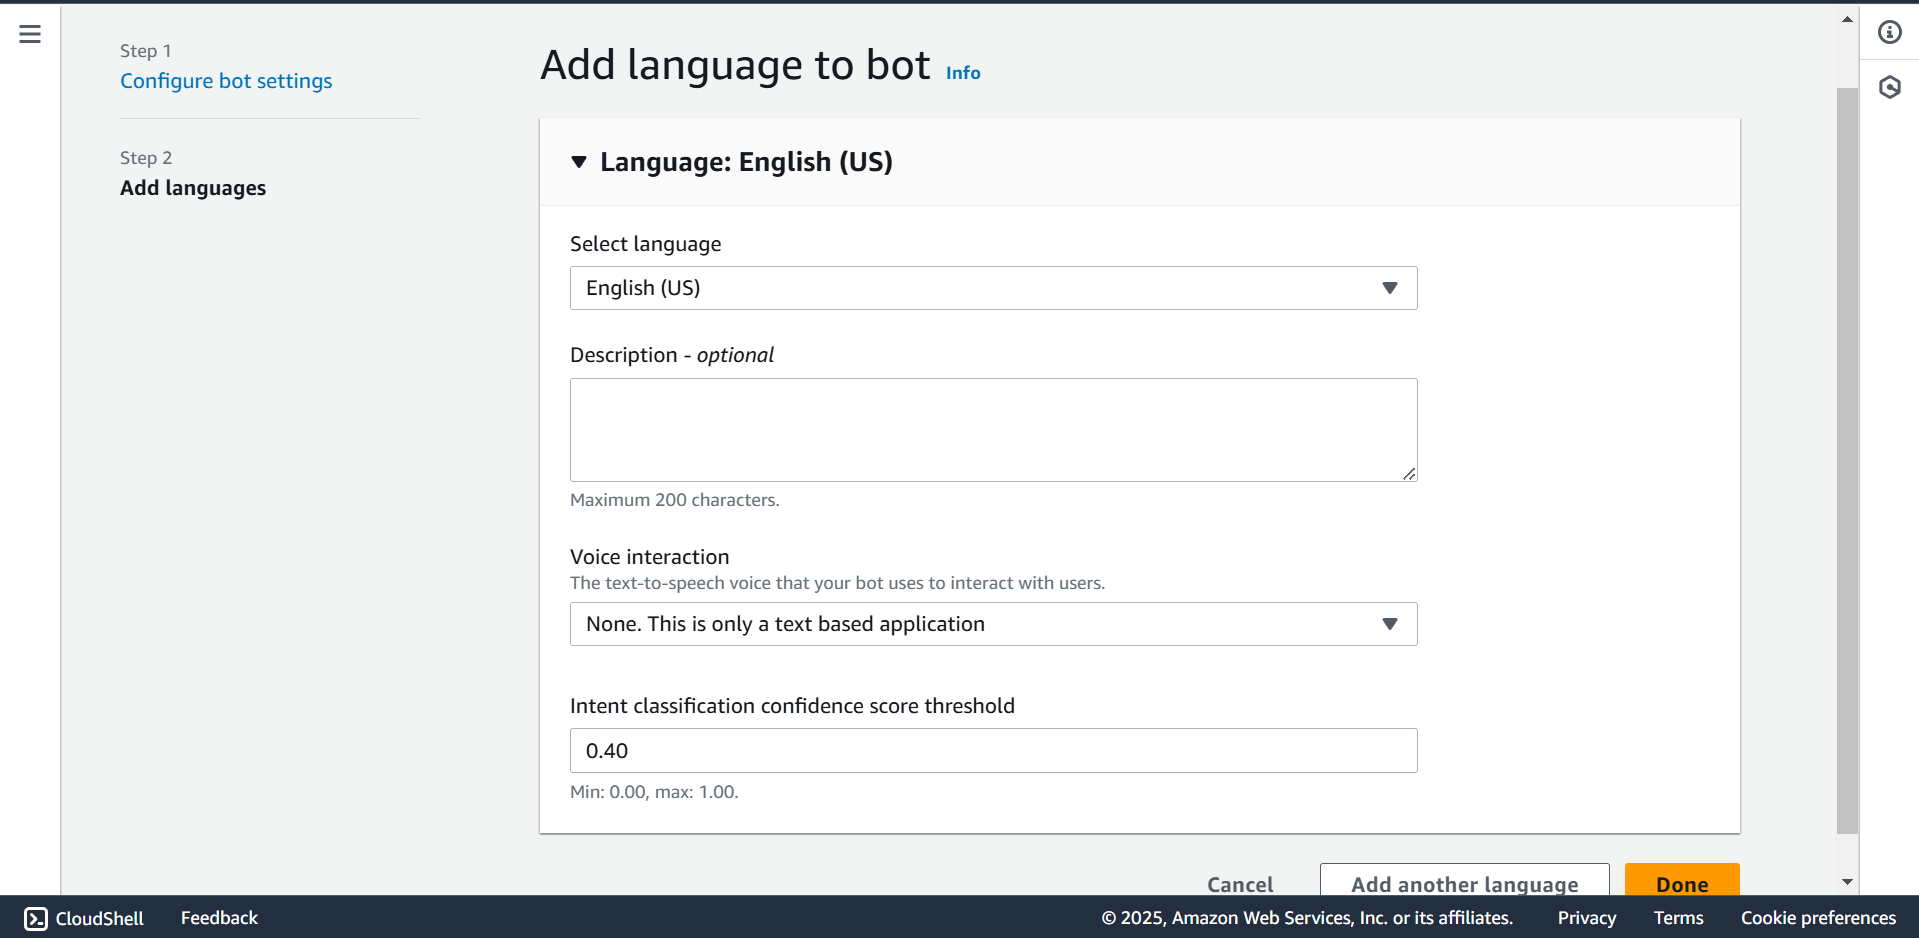 Step 1
Configure bot settings
Step 2
Add languages
Add language to bot Info
Language: English (US)
Select language
English (US)
Description - optional
Maximum 200 characters.
Voice interaction
The text-to-speech voice that your bot uses to interact with users.
None. This is only a text based application
Intent classification confidence score threshold
0.40
Min: 0.00, max: 1.00.
Cancel Add another language Done
CloudShell Feedback © 2025, Amazon Web Services, Inc. or its affiliates. Privacy Terms Cookie preferences